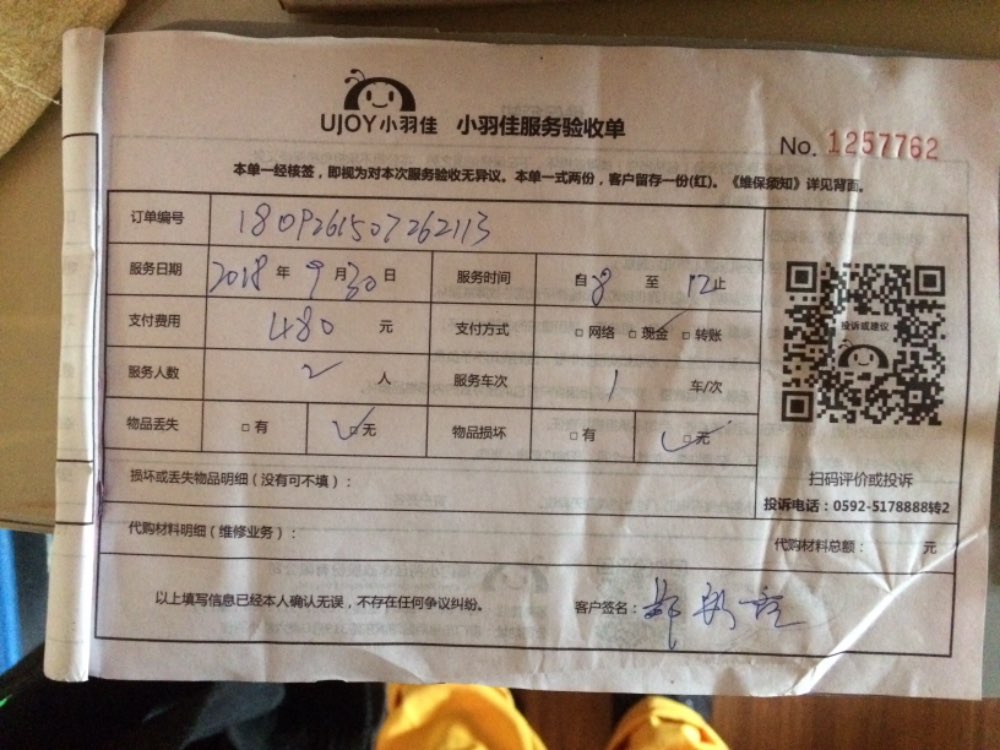 UJOY小羽佳 小羽佳服务验收单
No. 1257762
本单一经核签，即视为对本次服务验收无异议。本单一式两份，客户留存一份(红)。《维保须知》详见背面。
订单编号 1809261507262113
服务日期 2018 年 9 月 30 日 服务时间 自 8 至 12 止
支付费用 480 元 支付方式 □网络 □现金 □转账
服务人数 2 人 服务车次 1 车/次
物品丢失 □有 □无 物品损坏 □有 □无
投诉或建议
扫码评价或投诉
投诉电话：0592-5178888转2
损坏或丢失物品明细（没有可不填）：
代购材料明细（维修业务）：
代购材料总额： 元
以上填写信息已经本人确认无误，不存在任何争议纠纷。
客户签名：